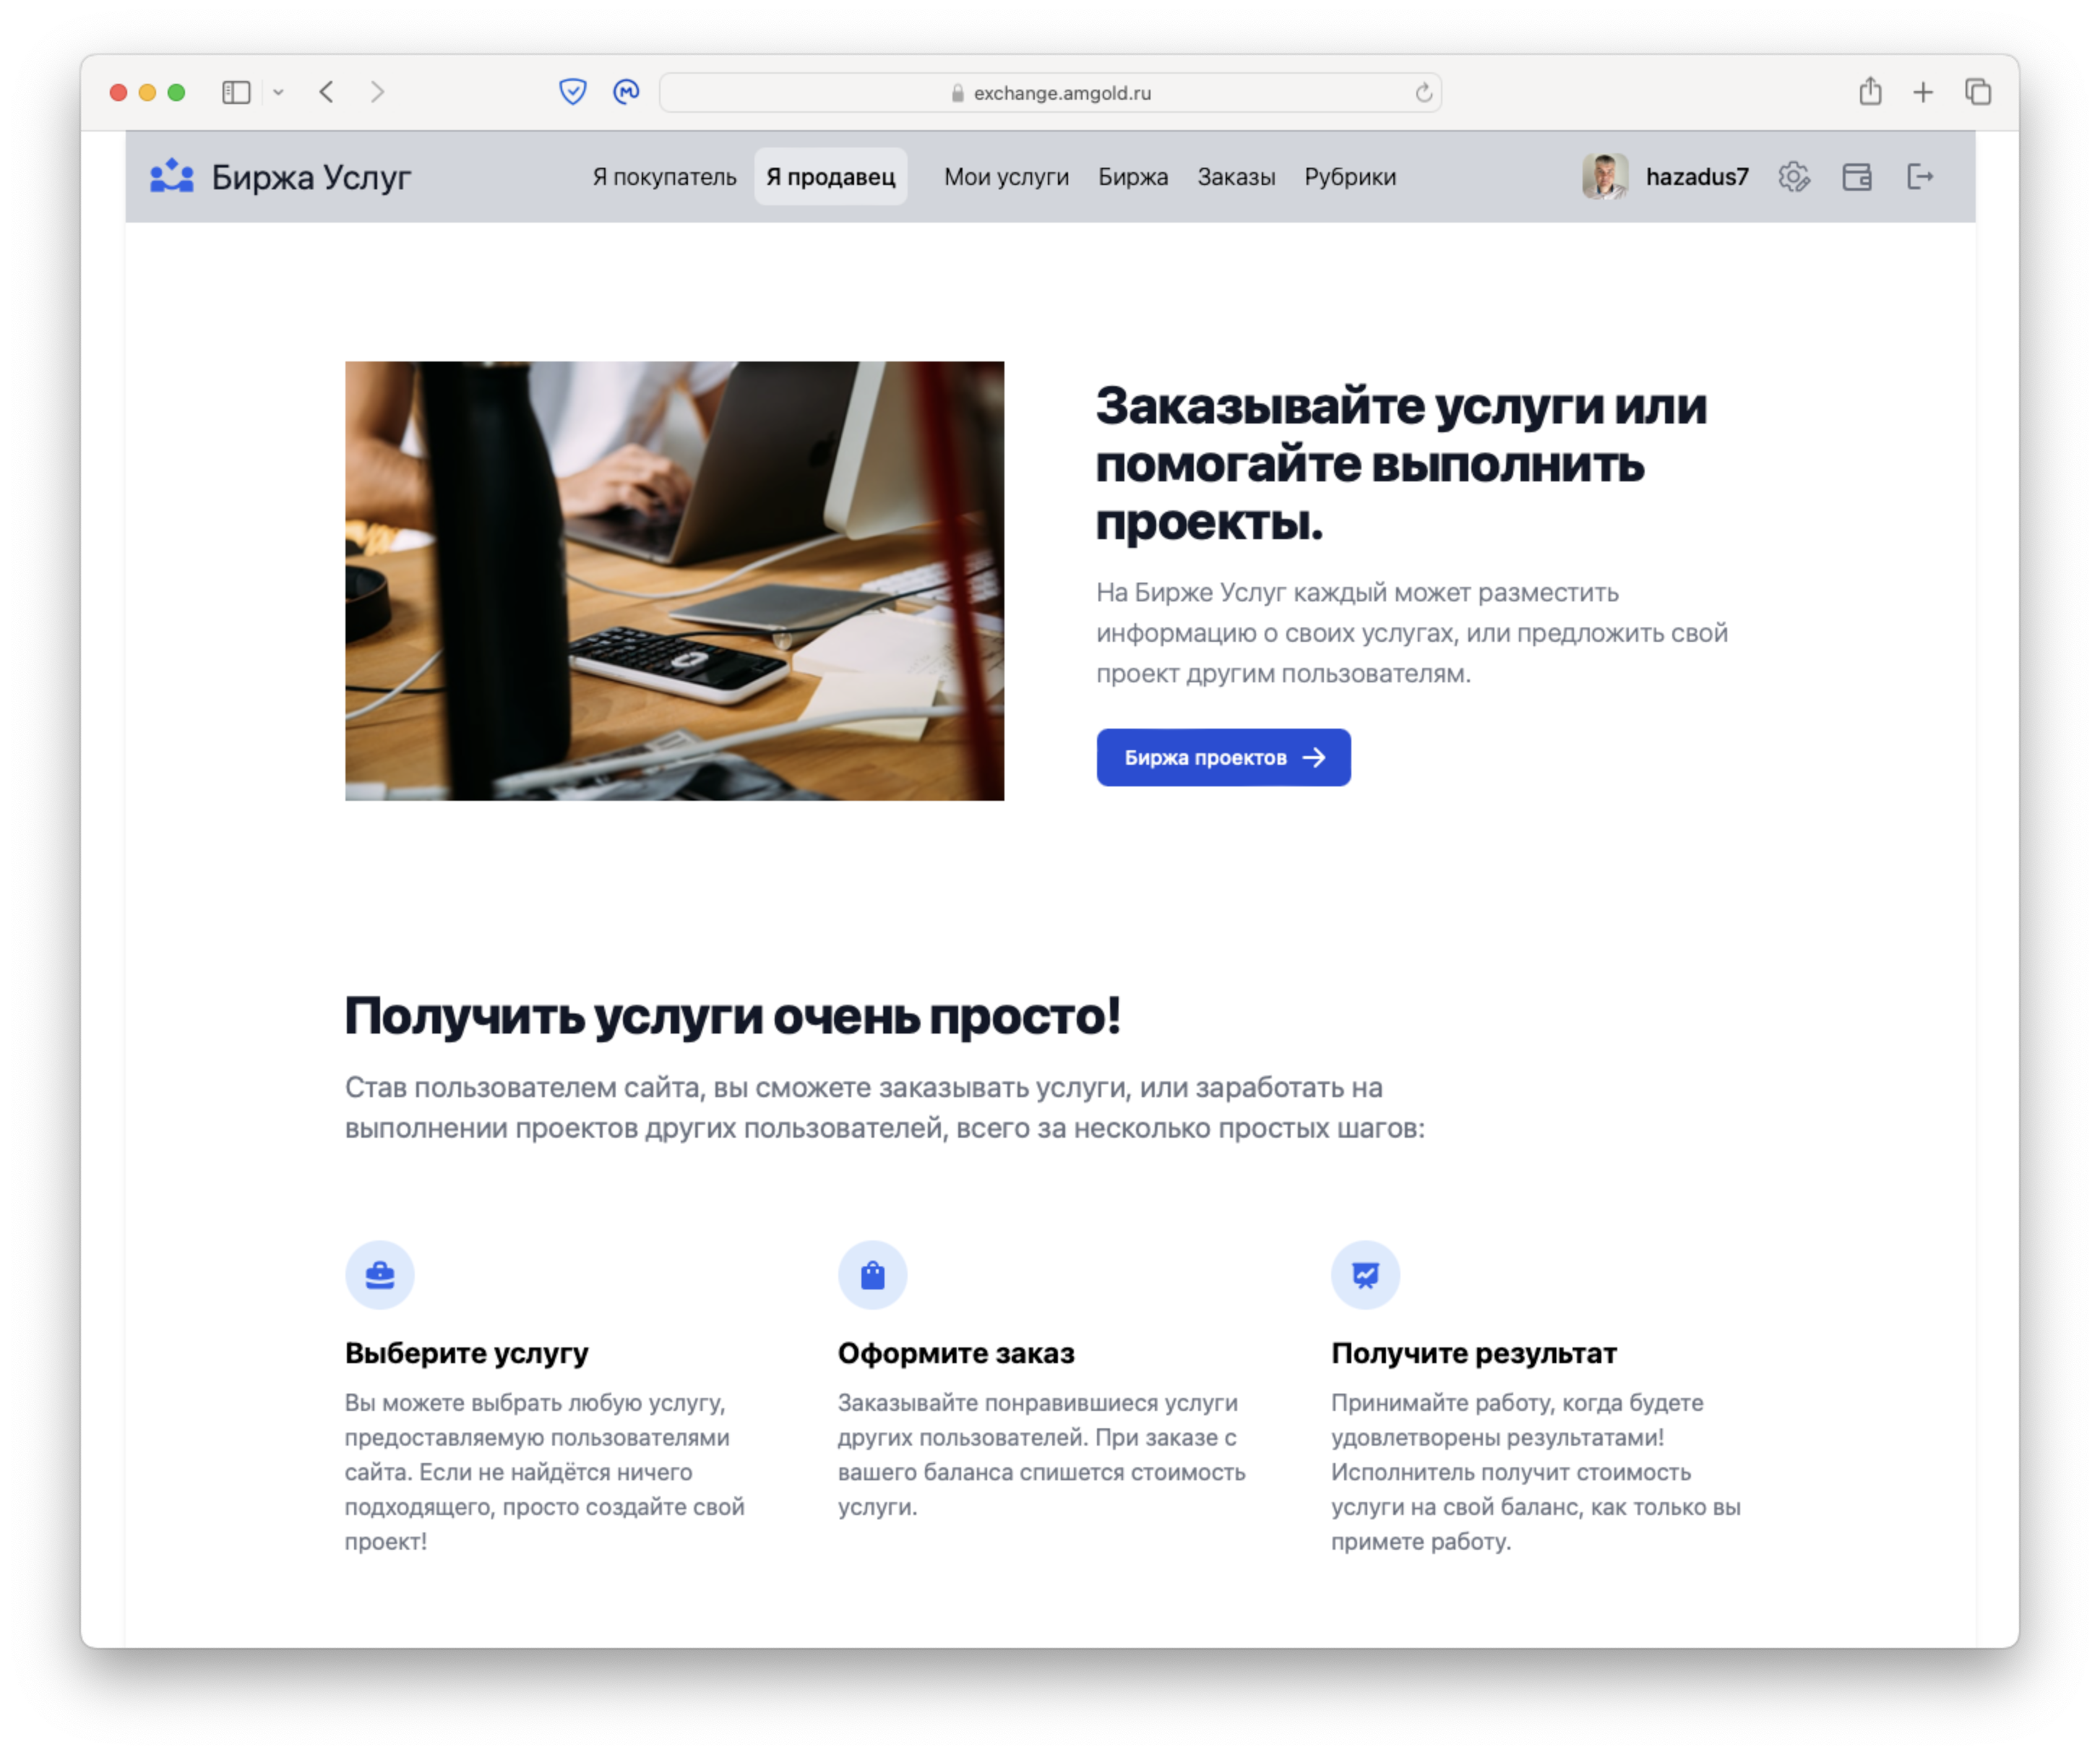 exchange.amgold.ru
Биржа Услуг
Я покупатель
Я продавец
Мои услуги
Биржа
Заказы
Рубрики
hazadus7
Заказывайте услуги или
помогайте выполнить
проекты.
На Бирже Услуг каждый может разместить
информацию о своих услугах, или предложить свой
проект другим пользователям.
Биржа проектов
Получить услуги очень просто!
Став пользователем сайта, вы сможете заказывать услуги, или заработать на
выполнении проектов других пользователей, всего за несколько простых шагов:
Выберите услугу
Вы можете выбрать любую услугу,
предоставляемую пользователями
сайта. Если не найдётся ничего
подходящего, просто создайте свой
проект!
Оформите заказ
Заказывайте понравившиеся услуги
других пользователей. При заказе с
вашего баланса спишется стоимость
услуги.
Получите результат
Принимайте работу, когда будете
удовлетворены результатами!
Исполнитель получит стоимость
услуги на свой баланс, как только вы
примете работу.